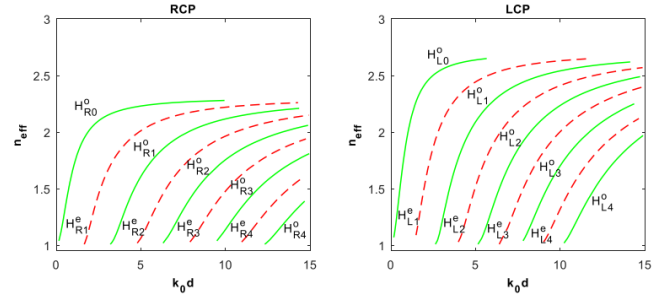 RCP
3
2.5
2
1.5
1
n_eff
H^o_R0
H^o_R1
H^o_R2
H^o_R3
H^e_R1
H^e_R2
H^e_R3
H^e_R4
H^o_R4
0 5 10 15
k_0d
LCP
3
2.5
2
1.5
1
n_eff
H^o_L0
H^o_L1
H^o_L2
H^o_L3
H^o_L4
H^e_L1
H^e_L2
H^e_L3
H^e_L4
0 5 10 15
k_0d